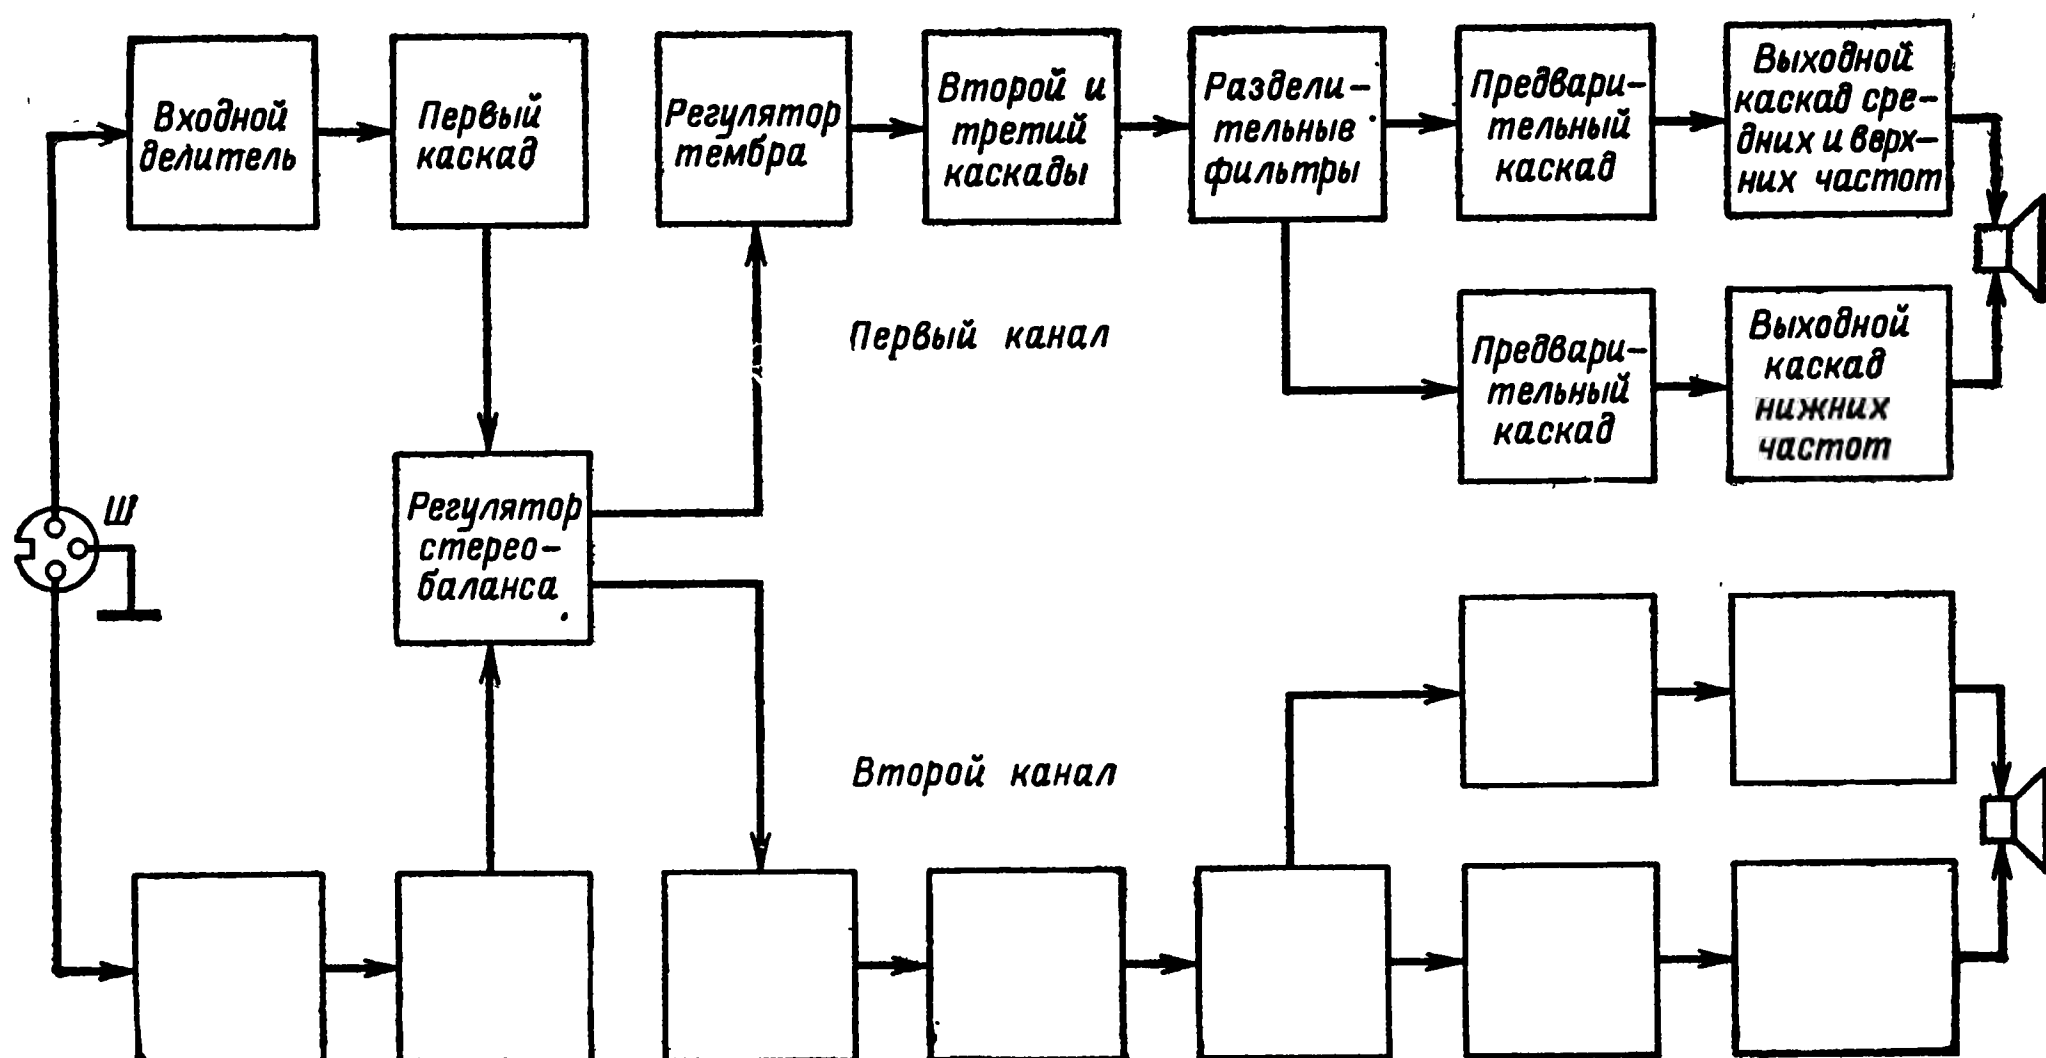 Входной
делитель
Первый
каскад
Регулятор
тембра
Второй и
третий
каскады
Раздели-
тельные
фильтры
Предвари-
тельный
каскад
Выходной
каскад сре-
дних и верх-
них частот
Первый канал
Предвари-
тельный
каскад
Выходной
каскад
нижних
частот
Ш
Регулятор
стерео-
баланса
Второй канал